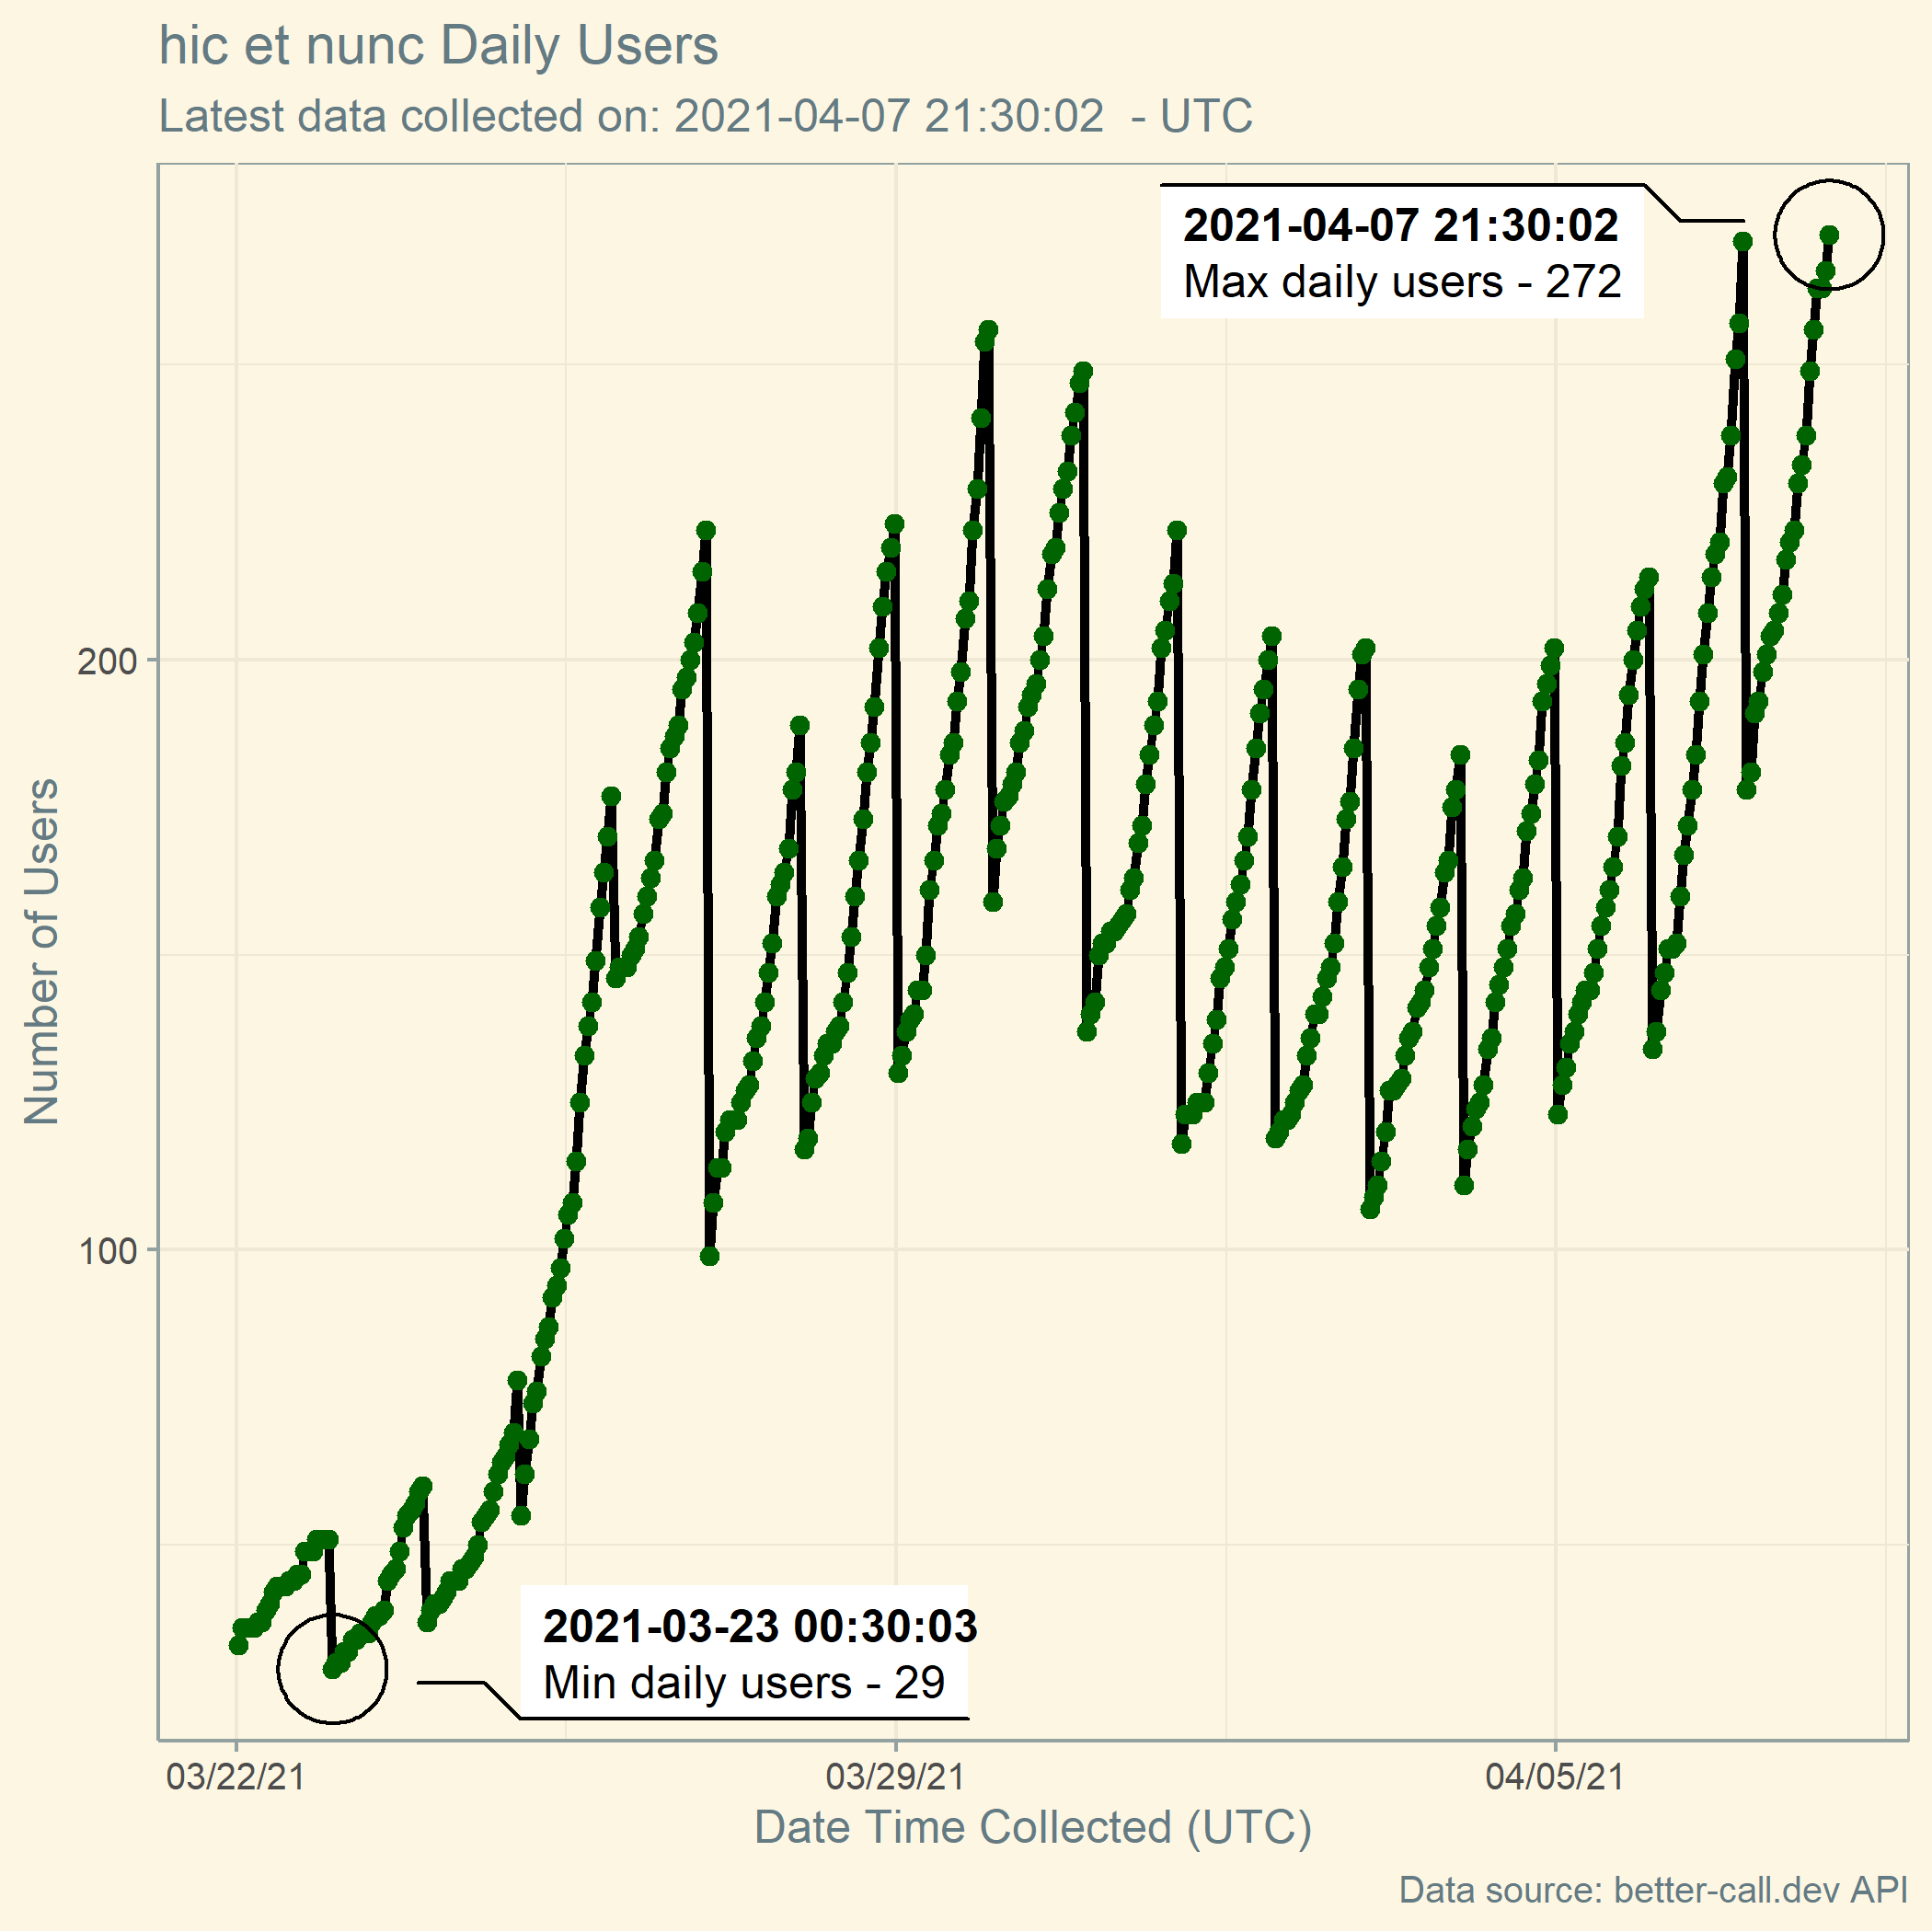 hic et nunc Daily Users
Latest data collected on: 2021-04-07 21:30:02  - UTC
2021-04-07 21:30:02
Max daily users - 272
200
Number of Users
100
2021-03-23 00:30:03
Min daily users - 29
03/22/21
03/29/21
04/05/21
Date Time Collected (UTC)
Data source: better-call.dev API